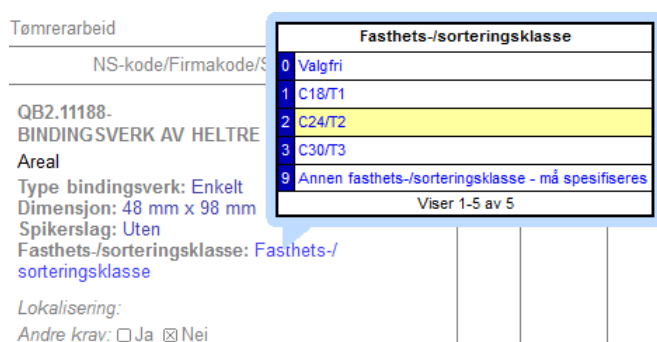 Tømrerarbeid
NS-kode/Firmakode/
QB2.11188-
BINDINGSVERK AV HELTRE
Areal
Type bindingsverk: Enkelt
Dimensjon: 48 mm x 98 mm
Spikerslag: Uten
Fasthets-/sorteringsklasse: Fasthets-/
sorteringsklasse
Lokalisering:
Andre krav: ☐ Ja ☒ Nei
Fasthets-/sorteringsklasse
0 Valgfri
1 C18/T1
2 C24/T2
3 C30/T3
9 Annen fasthets-/sorteringsklasse - må spesifiseres
Viser 1-5 av 5